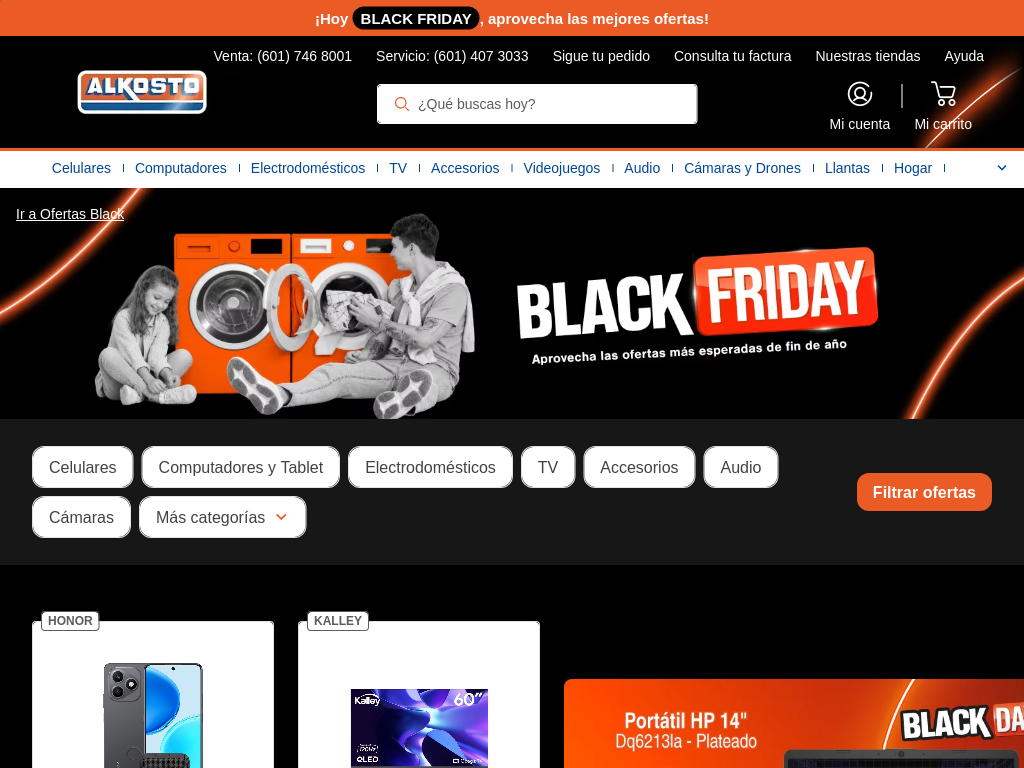 ¡Hoy BLACK FRIDAY, aprovecha las mejores ofertas!
Venta: (601) 746 8001 Servicio: (601) 407 3033 Sigue tu pedido Consulta tu factura Nuestras tiendas Ayuda
ALKOSTO
¿Qué buscas hoy?
Mi cuenta Mi carrito
Celulares Computadores Electrodomésticos TV Accesorios Videojuegos Audio Cámaras y Drones Llantas Hogar
Ir a Ofertas Black
BLACK FRIDAY
Aprovecha las ofertas más esperadas de fin de año
Celulares Computadores y Tablet Electrodomésticos TV Accesorios Audio
Cámaras Más categorías
Filtrar ofertas
HONOR KALLEY
Kalley 60"
QLED Google TV
Portátil HP 14"
Dq6213la - Plateado
BLACK DA